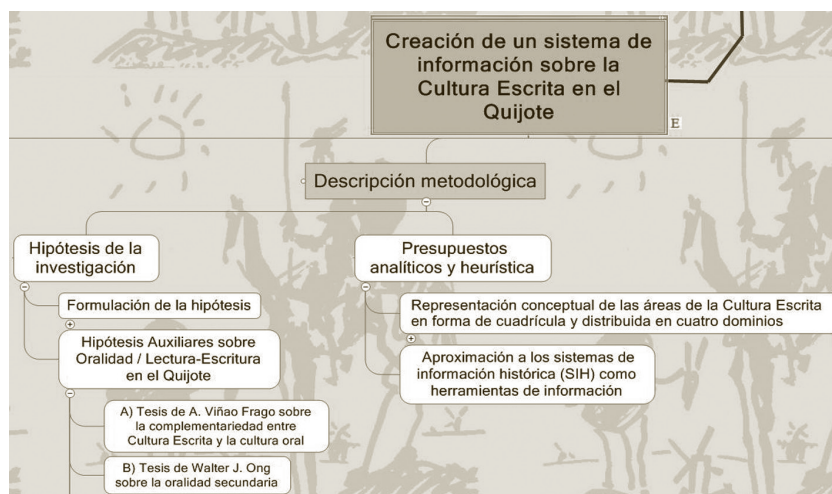 Creación de un sistema de
información sobre la
Cultura Escrita en el
Quijote
E
Descripción metodológica
Hipótesis de la
investigación
Formulación de la hipótesis
Hipótesis Auxiliares sobre
Oralidad / Lectura-Escritura
en el Quijote
A) Tesis de A. Viñao Frago sobre
la complementariedad entre
Cultura Escrita y la cultura oral
B) Tesis de Walter J. Ong
sobre la oralidad secundaria
Presupuestos
analíticos y heurística
Representación conceptual de las áreas de la Cultura Escrita
en forma de cuadrícula y distribuida en cuatro dominios
Aproximación a los sistemas de
información histórica (SIH) como
herramientas de información